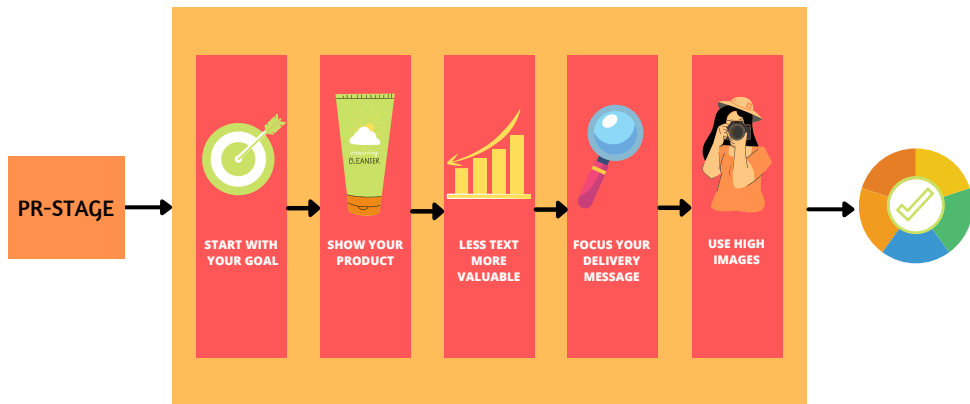 PR-STAGE
START WITH
YOUR GOAL
CLEANSER
SHOW YOUR
PRODUCT
LESS TEXT
MORE
VALUABLE
FOCUS YOUR
DELIVERY
MESSAGE
USE HIGH
IMAGES